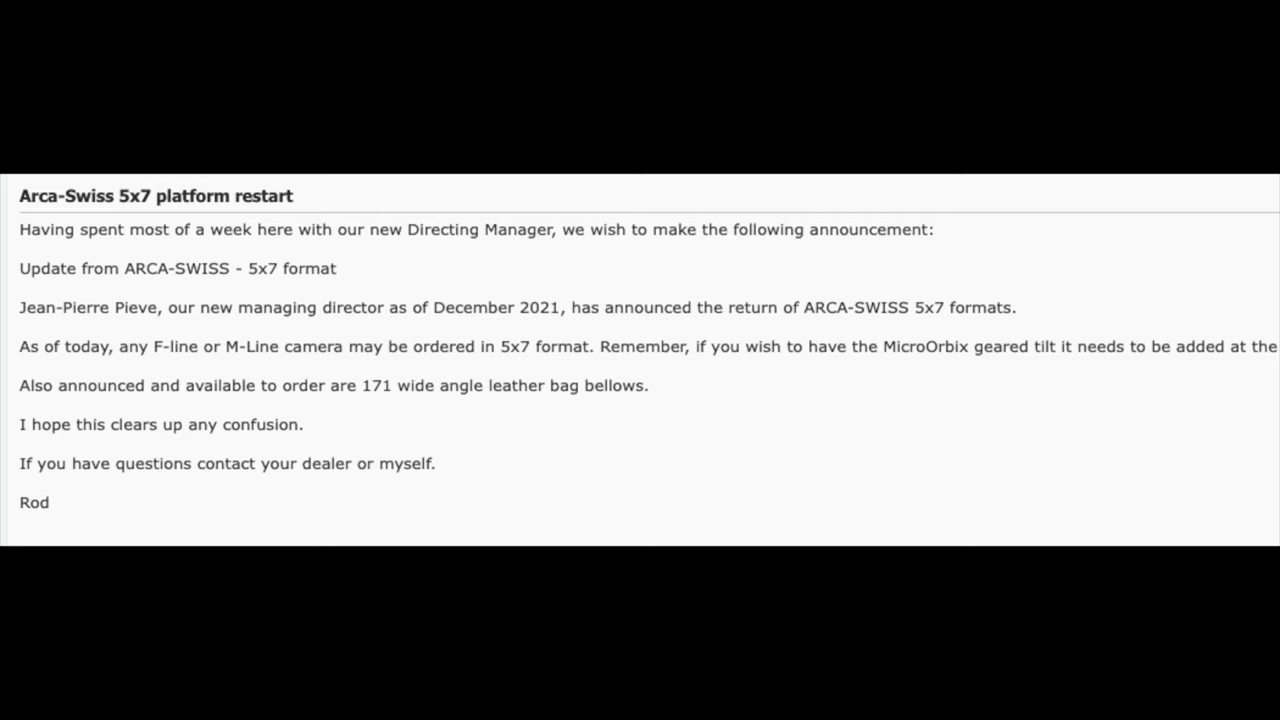 Arca-Swiss 5x7 platform restart
Having spent most of a week here with our new Directing Manager, we wish to make the following announcement:
Update from ARCA-SWISS - 5x7 format
Jean-Pierre Pieve, our new managing director as of December 2021, has announced the return of ARCA-SWISS 5x7 formats.
As of today, any F-line or M-Line camera may be ordered in 5x7 format. Remember, if you wish to have the MicroOrbix geared tilt it needs to be added at the
Also announced and available to order are 171 wide angle leather bag bellows.
I hope this clears up any confusion.
If you have questions contact your dealer or myself.
Rod